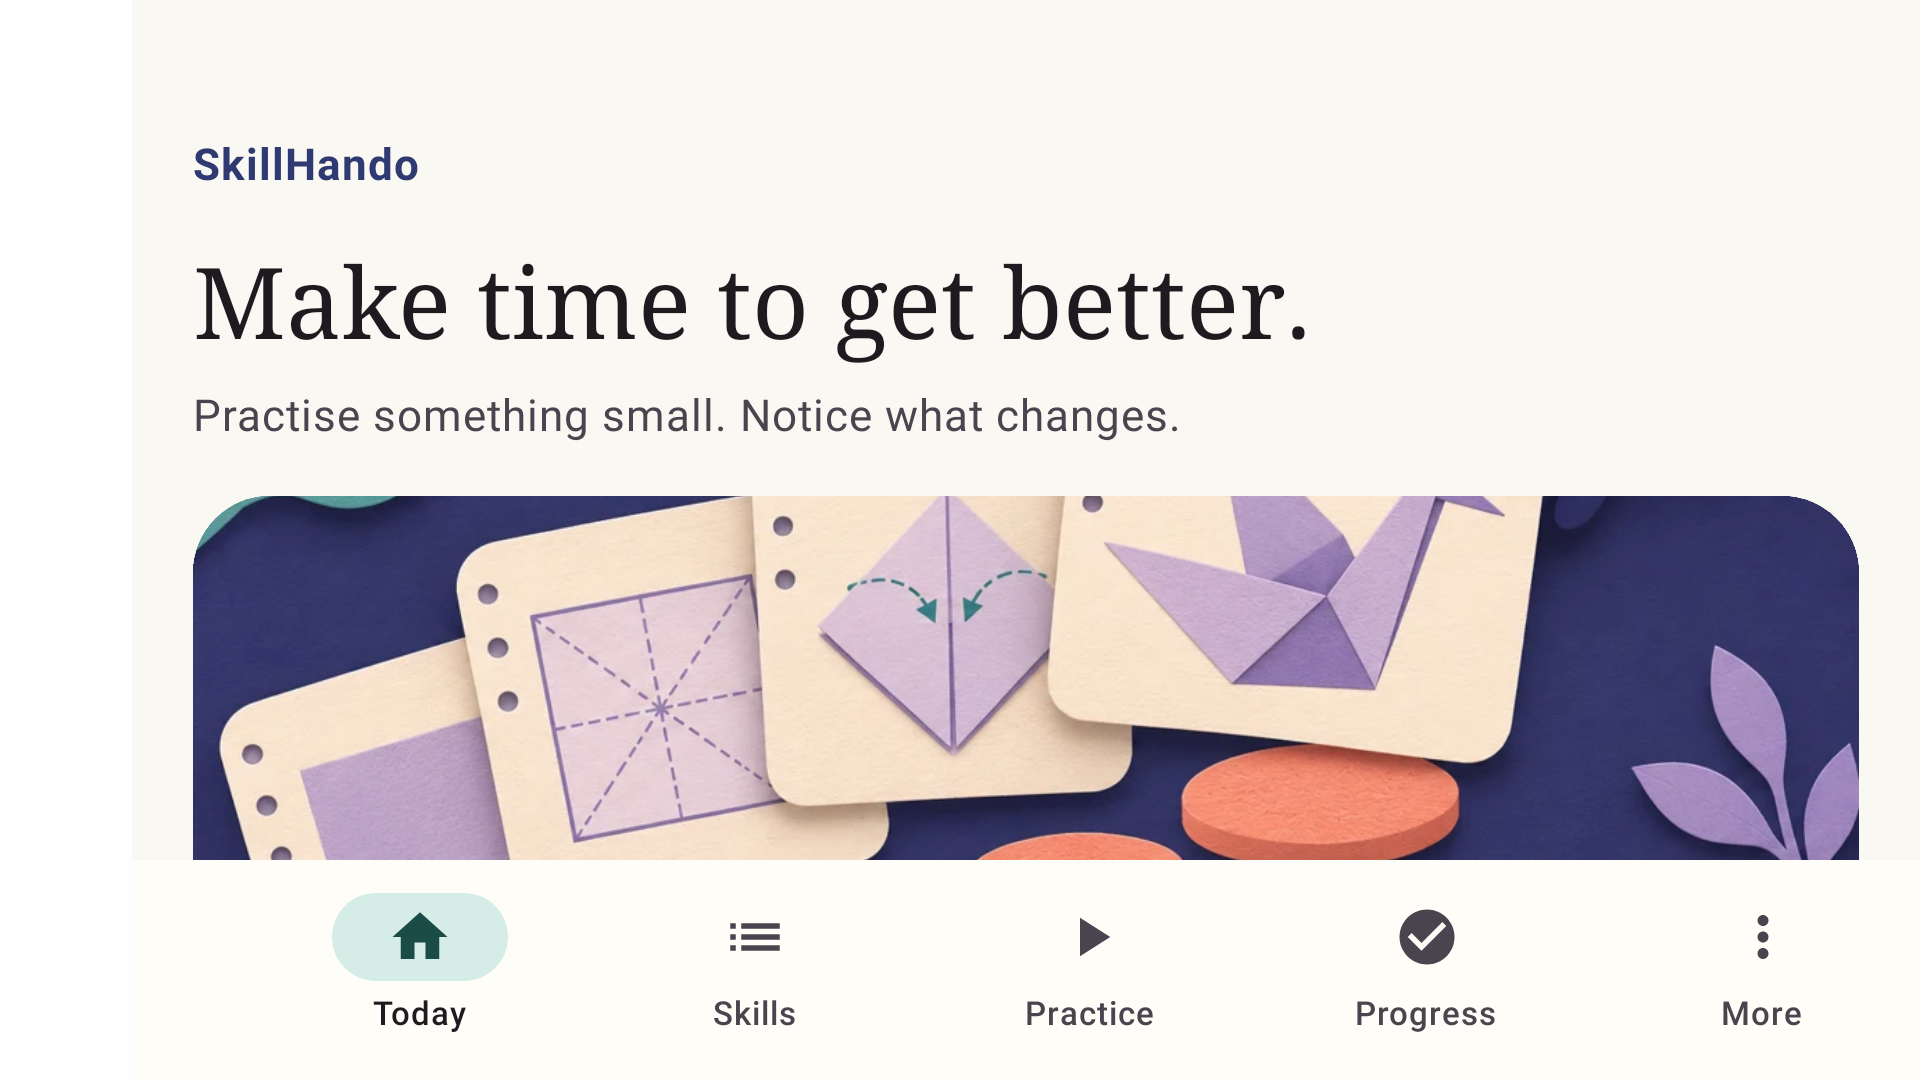 SkillHando
Make time to get better.
Practise something small. Notice what changes.
Today
Skills
Practice
Progress
More